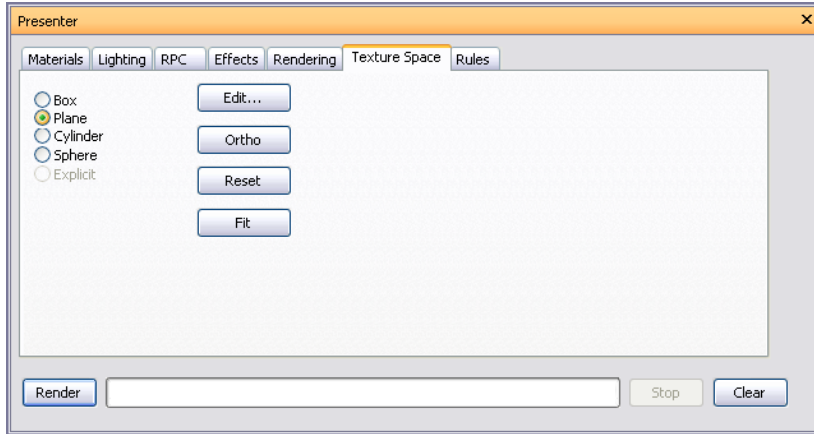 Presenter
Materials Lighting RPC Effects Rendering Texture Space Rules
Box
Plane
Cylinder
Sphere
Explicit
Edit...
Ortho
Reset
Fit
Render Stop Clear